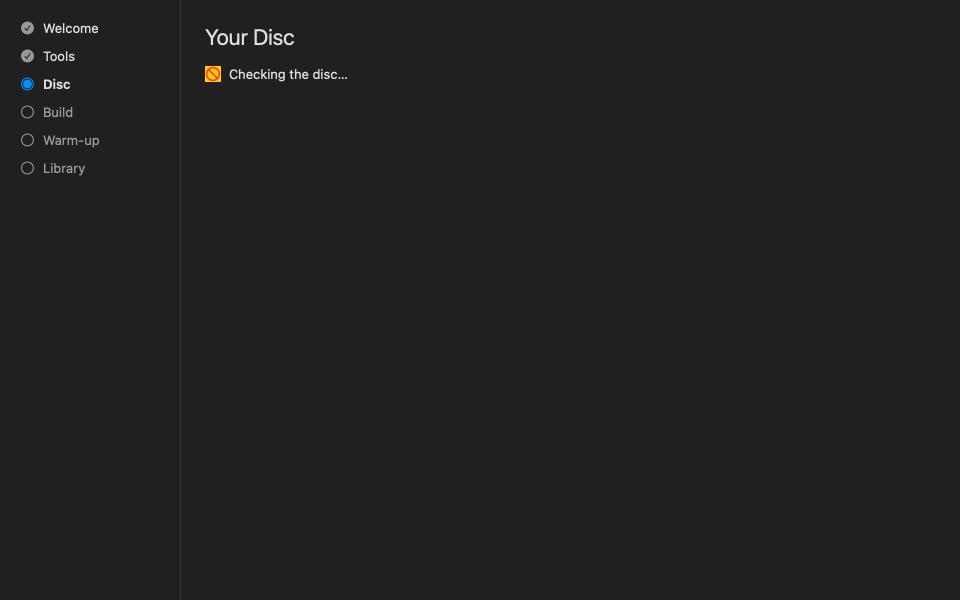 Welcome
Tools
Disc
Build
Warm-up
Library
Your Disc
Checking the disc...